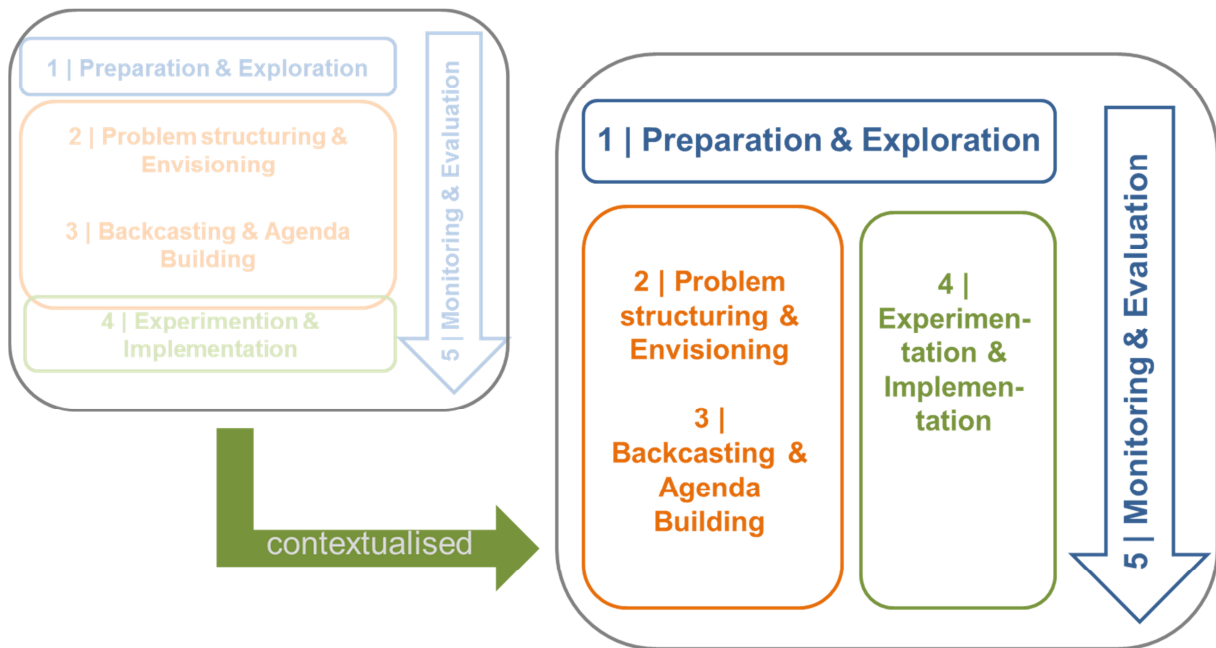 1 | Preparation & Exploration
2 | Problem structuring &
Envisioning
3 | Backcasting & Agenda
Building
4 | Experimention &
Implementation
5 | Monitoring & Evaluation
contextualised
1 | Preparation & Exploration
2 | Problem
structuring &
Envisioning
3 |
Backcasting &
Agenda
Building
4 |
Experimen-
tation &
Implemen-
tation
5 | Monitoring & Evaluation